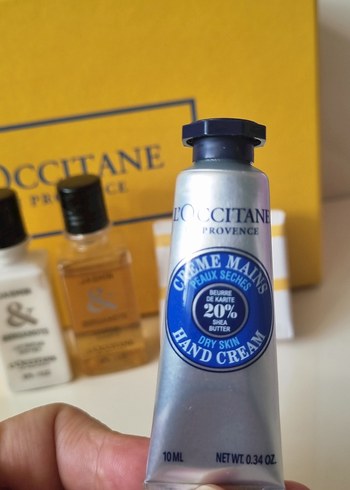 L'OCCITANE
PROVENCE
CRÈME MAINS
PEAUX SÈCHES
BEURRE
DE KARITÉ
20%
SHEA
BUTTER
DRY SKIN
HAND CREAM
10 ML NET WT. 0.34 OZ.
OCCITANE
PROVENCE
&
&